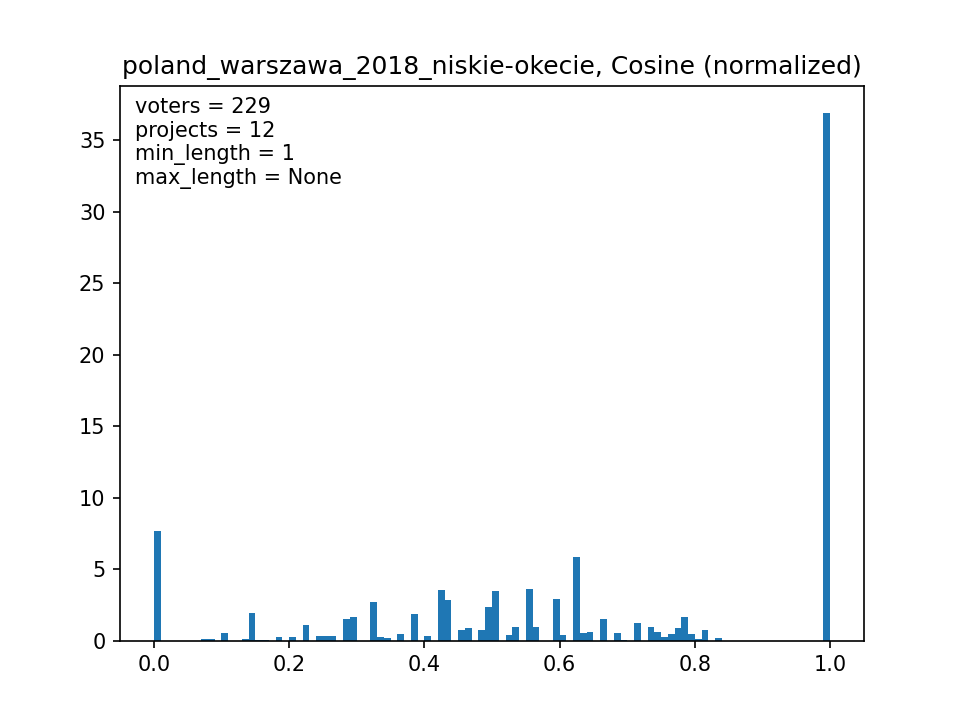 poland_warszawa_2018_niskie-okecie, Cosine (normalized)
voters = 229
projects = 12
min_length = 1
max_length = None
35
30
25
20
15
10
5
0
0.0 0.2 0.4 0.6 0.8 1.0